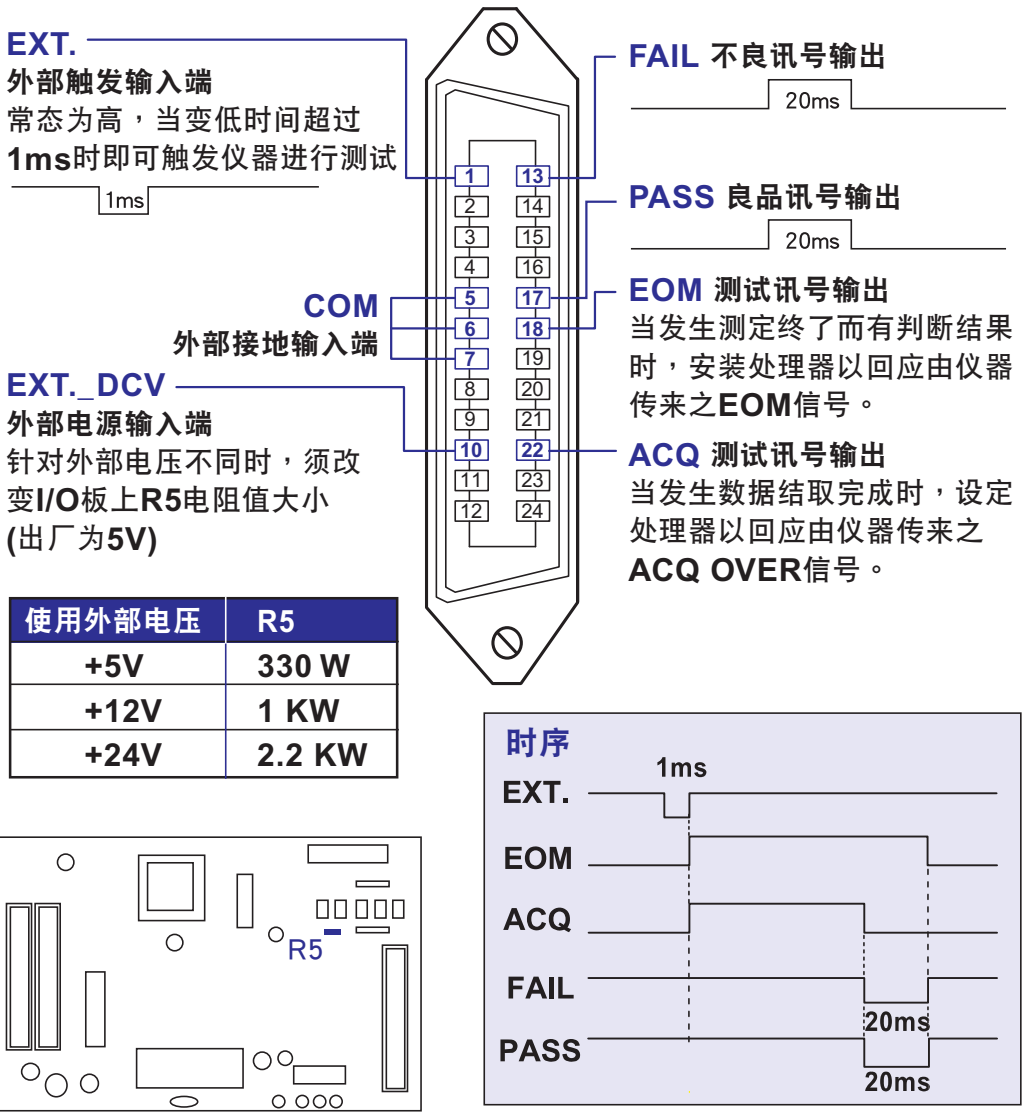 EXT.
外部触发输入端
常态为高，当变低时间超过
1ms时即可触发仪器进行测试
1ms
COM
外部接地输入端
EXT._DCV
外部电源输入端
针对外部电压不同时，须改
变I/O板上R5电阻值大小
(出厂为5V)
1 13
2 14
3 15
4 16
5 17
6 18
7 19
8 20
9 21
10 22
11 23
12 24
FAIL 不良讯号输出
20ms
PASS 良品讯号输出
20ms
EOM 测试讯号输出
当发生测定终了而有判断结果
时，安装处理器以回应由仪器
传来之EOM信号。
ACQ 测试讯号输出
当发生数据结取完成时，设定
处理器以回应由仪器传来之
ACQ OVER信号。
使用外部电压 R5
+5V 330 W
+12V 1 KW
+24V 2.2 KW
R5
时序
1ms
EXT.
EOM
ACQ
FAIL
20ms
PASS
20ms